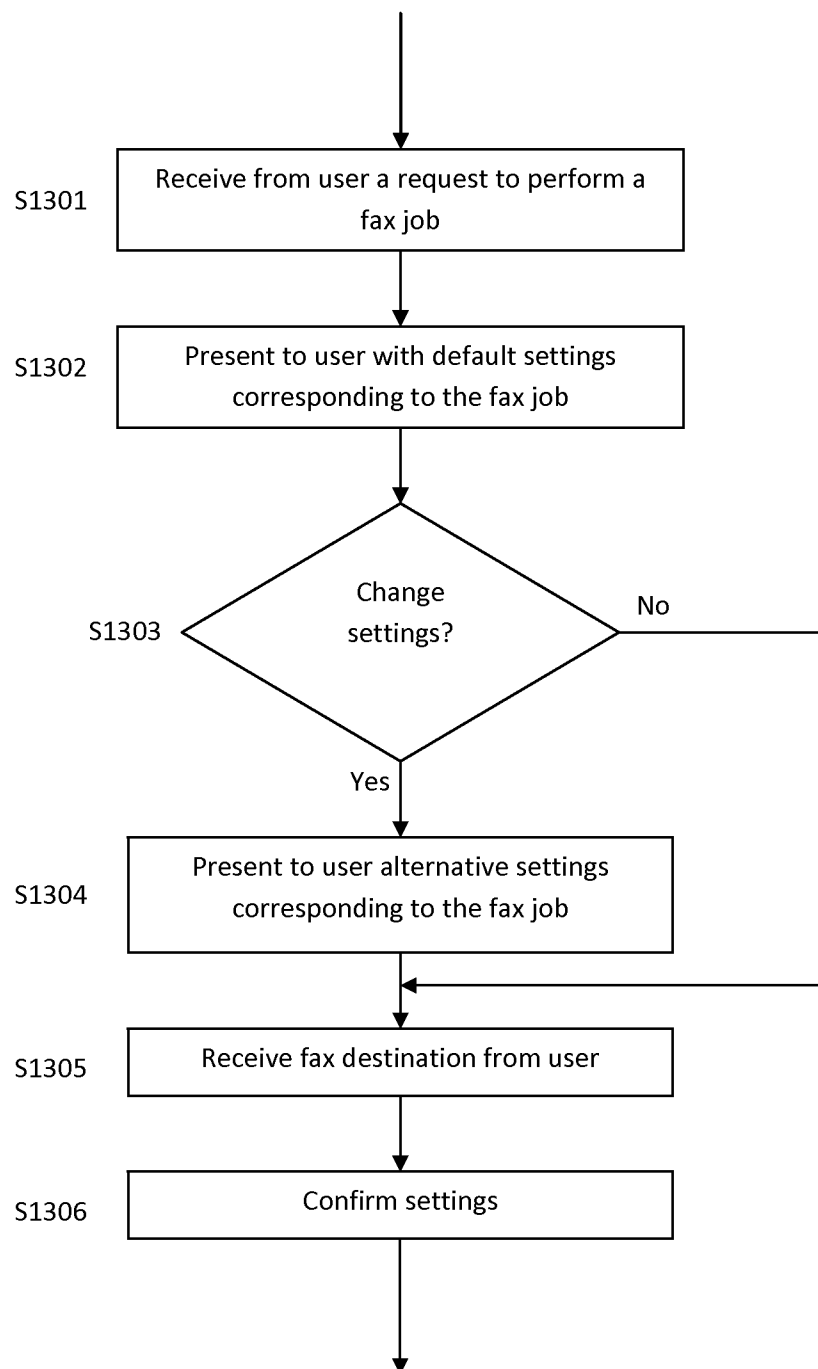 S1301
Receive from user a request to perform a
fax job
S1302
Present to user with default settings
corresponding to the fax job
S1303
Change
settings?
No
Yes
S1304
Present to user alternative settings
corresponding to the fax job
S1305
Receive fax destination from user
S1306
Confirm settings